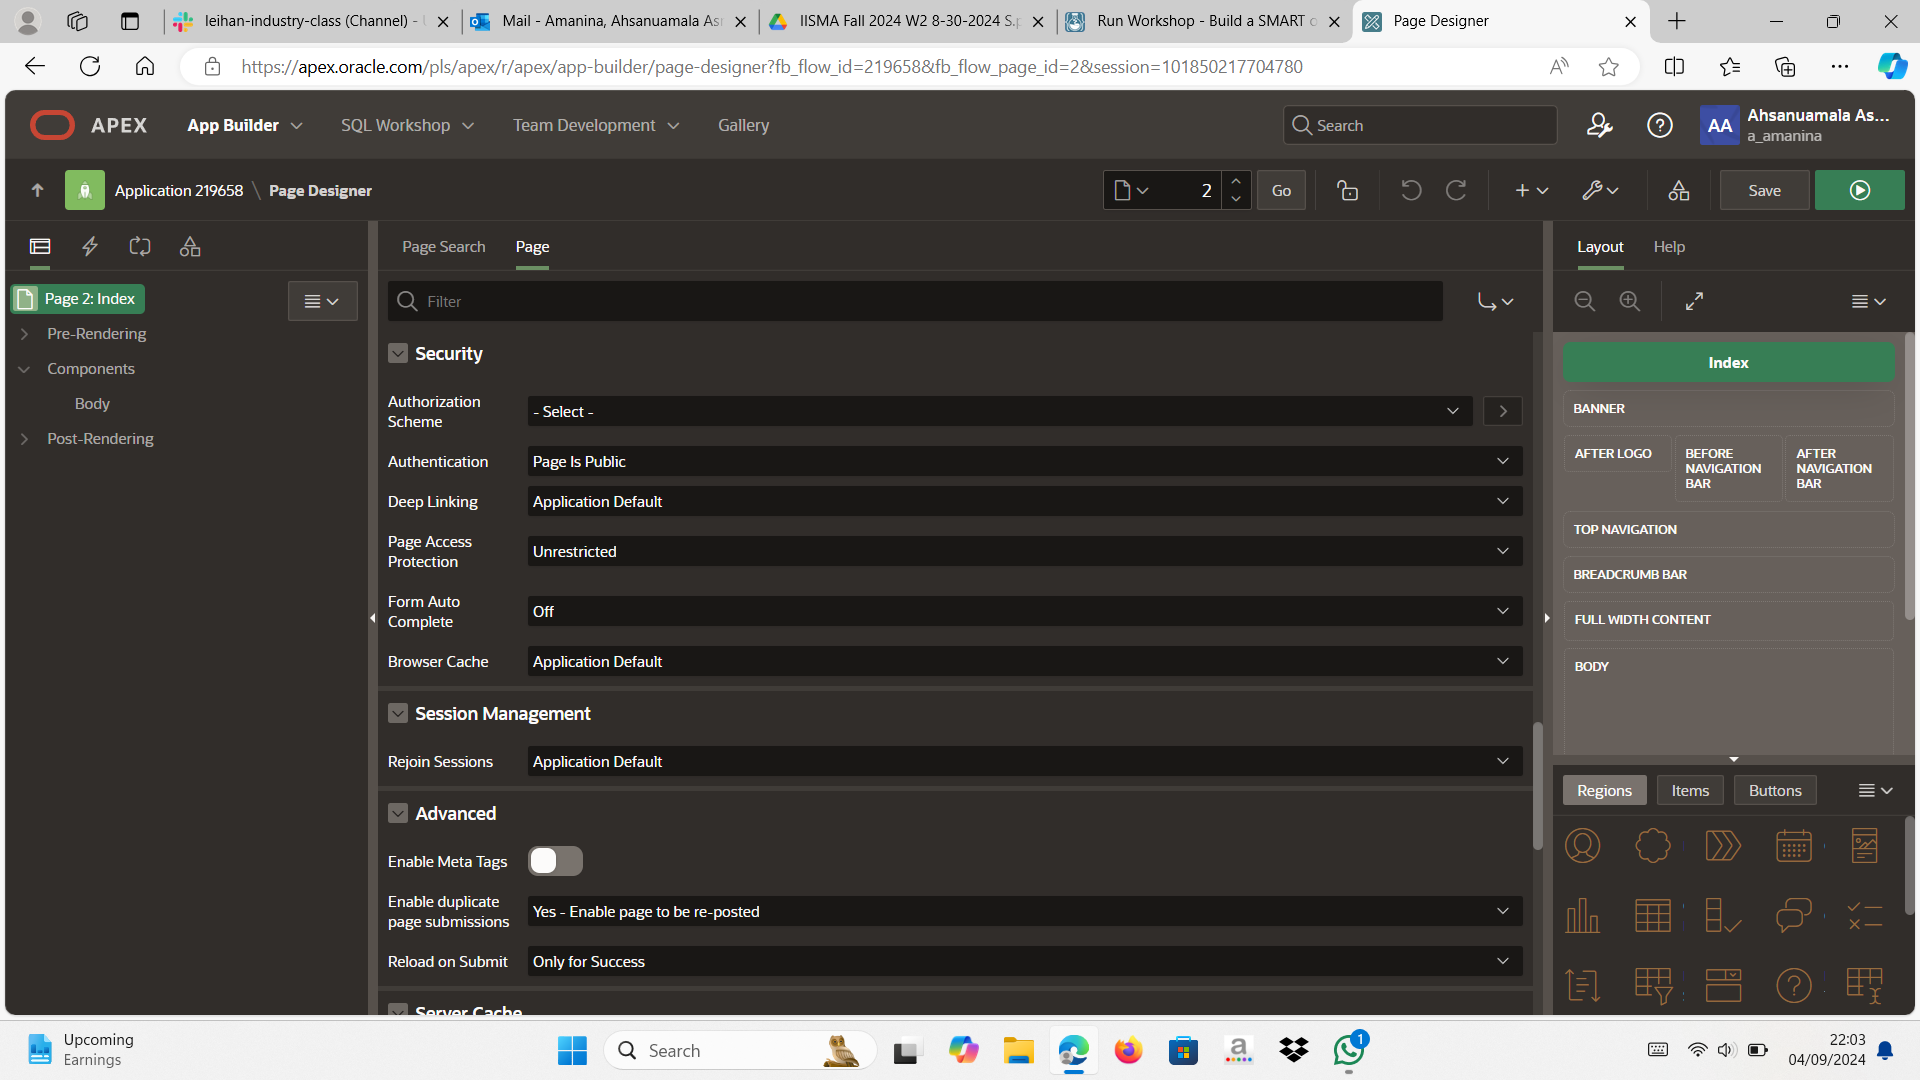 leihan-industry-class (Channel) -
Mail - Amanina, Ahsanuamala As
IISMA Fall 2024 W2 8-30-2024 S.p
Run Workshop - Build a SMART o
Page Designer
https://apex.oracle.com/pls/apex/r/apex/app-builder/page-designer?fb_flow_id=219658&fb_flow_page_id=2&session=101850217704780
APEX
App Builder
SQL Workshop
Team Development
Gallery
Search
AA
Ahsanuamala As...
a_amanina
Application 219658 \ Page Designer
2
Go
Save
Page Search
Page
Layout
Help
Page 2: Index
Pre-Rendering
Components
Body
Post-Rendering
Filter
Security
Authorization Scheme
- Select -
Authentication
Page Is Public
Deep Linking
Application Default
Page Access Protection
Unrestricted
Form Auto Complete
Off
Browser Cache
Application Default
Session Management
Rejoin Sessions
Application Default
Advanced
Enable Meta Tags
Enable duplicate page submissions
Yes - Enable page to be re-posted
Reload on Submit
Only for Success
Server Cache
Index
BANNER
AFTER LOGO
BEFORE NAVIGATION BAR
AFTER NAVIGATION BAR
TOP NAVIGATION
BREADCRUMB BAR
FULL WIDTH CONTENT
BODY
Regions
Items
Buttons
Upcoming
Earnings
Search
1
22:03
04/09/2024